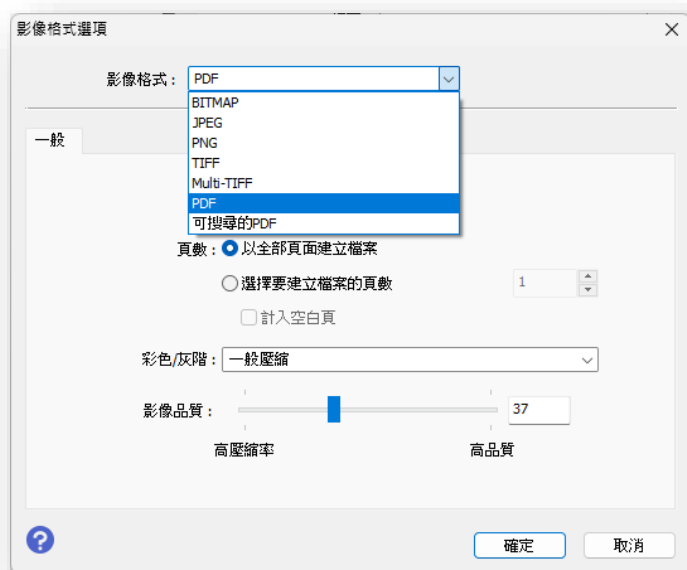 影像格式選項
影像格式： PDF
BITMAP
JPEG
PNG
TIFF
Multi-TIFF
PDF
可搜尋的PDF
一般
頁數： 以全部頁面建立檔案
選擇要建立檔案的頁數 1
計入空白頁
彩色/灰階： 一般壓縮
影像品質： 37
高壓縮率 高品質
? 確定 取消